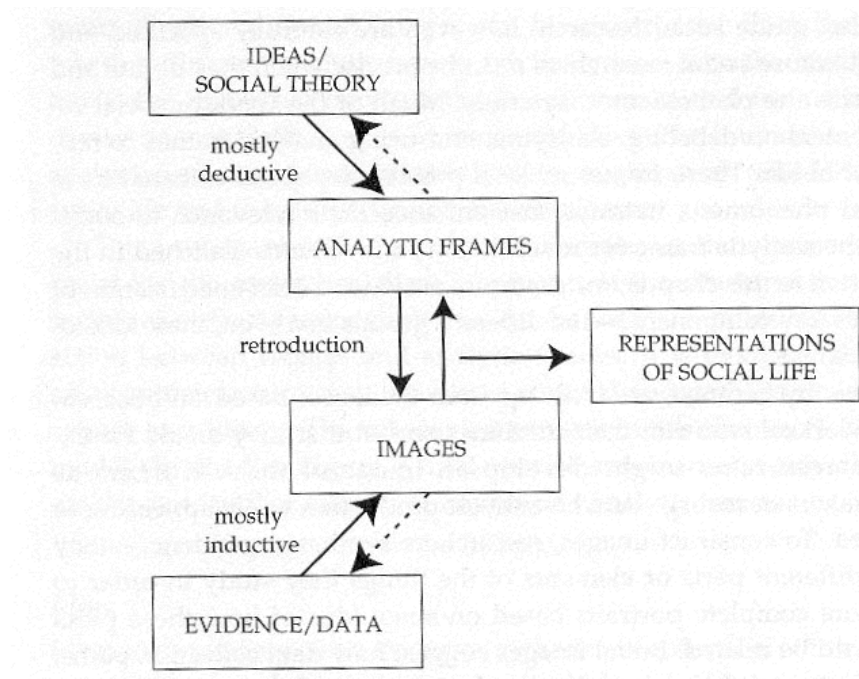 IDEAS/
SOCIAL THEORY
mostly
deductive
ANALYTIC FRAMES
retroduction
REPRESENTATIONS
OF SOCIAL LIFE
IMAGES
mostly
inductive
EVIDENCE/DATA